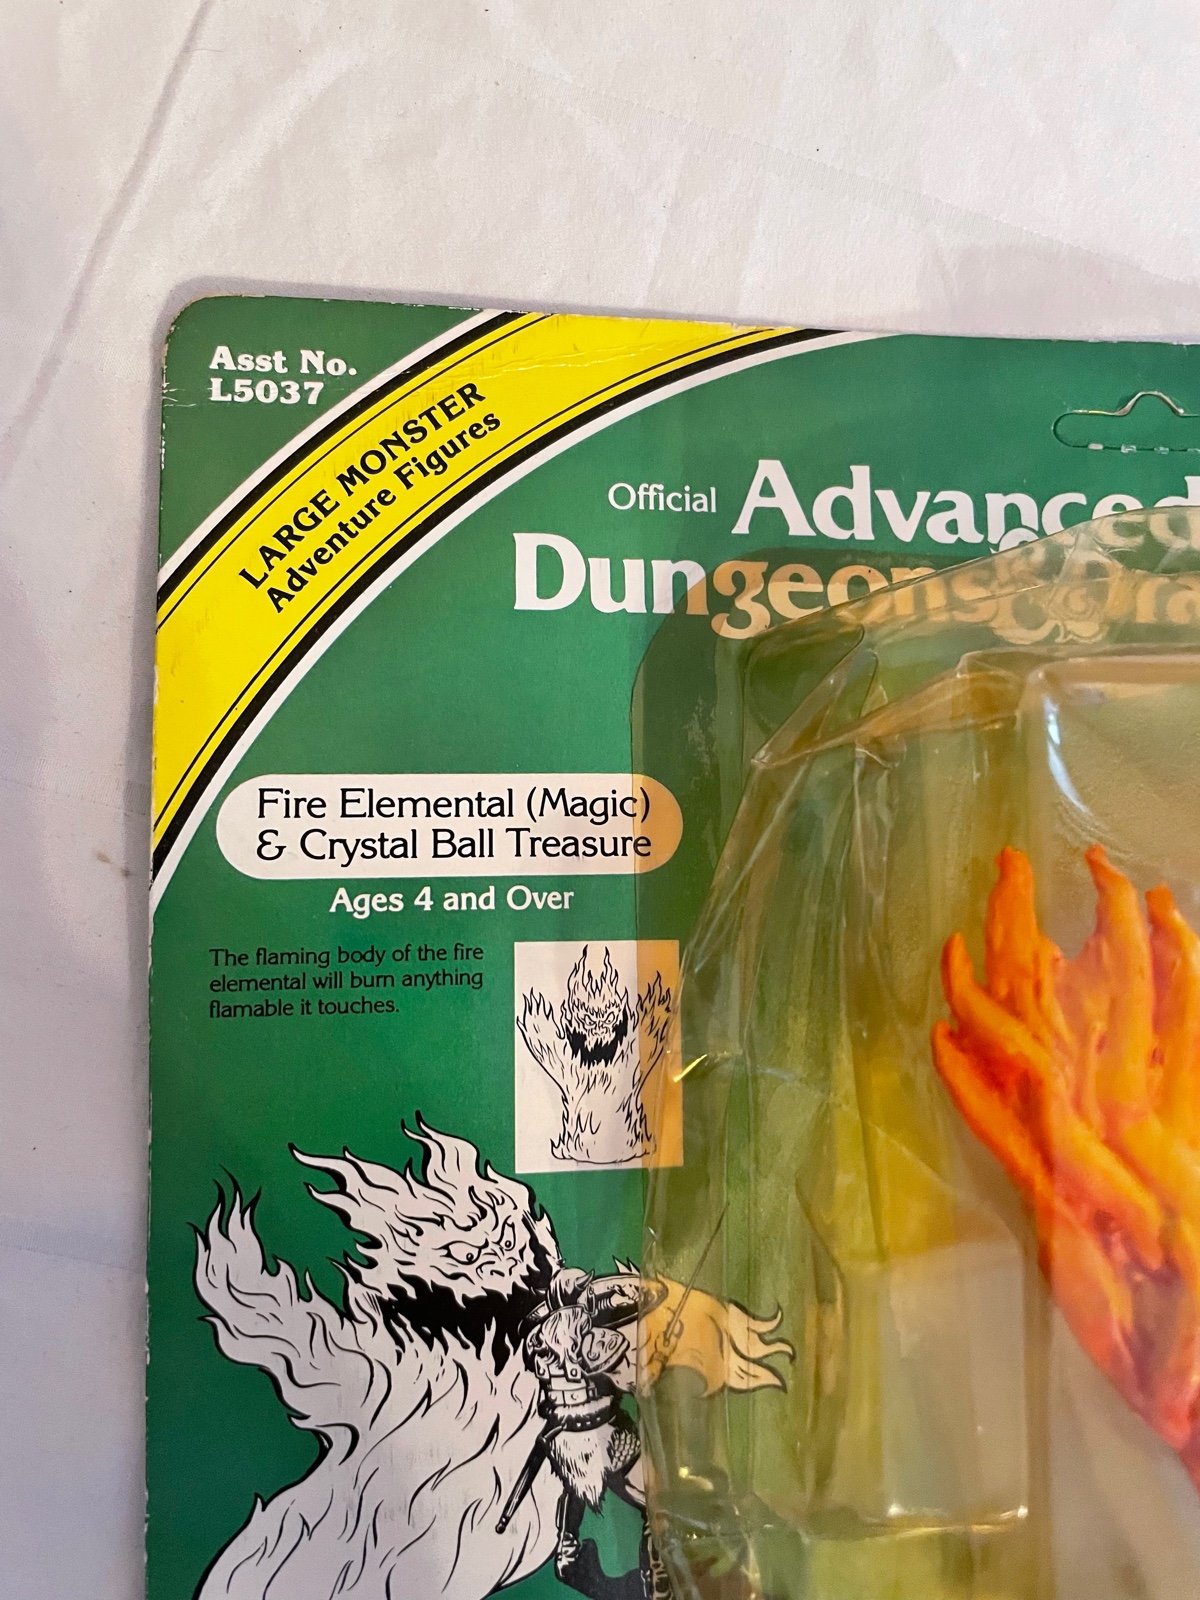 Asst No.
L5037
LARGE MONSTER
Adventure Figures
Official Advanced
Dungeons & Dra
Fire Elemental (Magic)
& Crystal Ball Treasure
Ages 4 and Over
The flaming body of the fire
elemental will burn anything
flamable it touches.